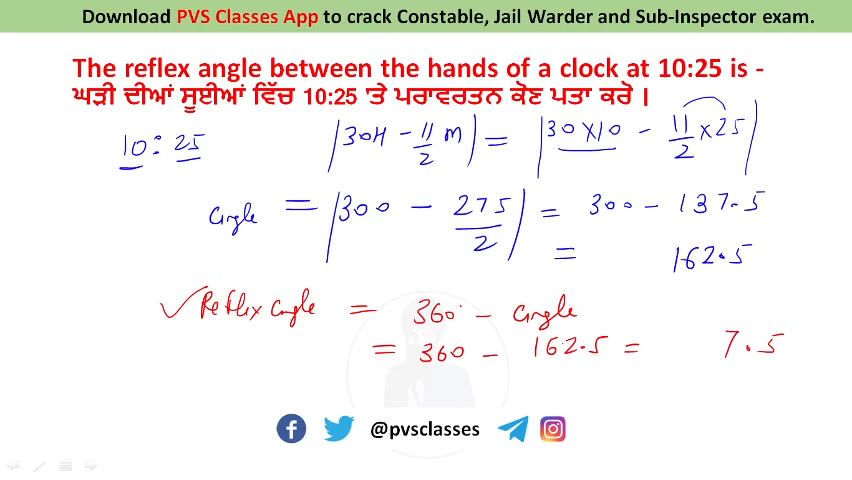 Download PVS Classes App to crack Constable, Jail Warder and Sub-Inspector exam.
The reflex angle between the hands of a clock at 10:25 is -
ਘੜੀ ਦੀਆਂ ਸੂਈਆਂ ਵਿੱਚ 10:25 'ਤੇ ਪਰਾਵਰਤਨ ਕੋਣ ਪਤਾ ਕਰੋ ।
10:25 |30H - 11/2 M| = |30×10 - 11/2 × 25|
angle = |300 - 275/2| = 300 - 137.5
= 162.5
✓Reflex angle = 360° - angle
= 360 - 162.5 = 7.5
@pvsclasses